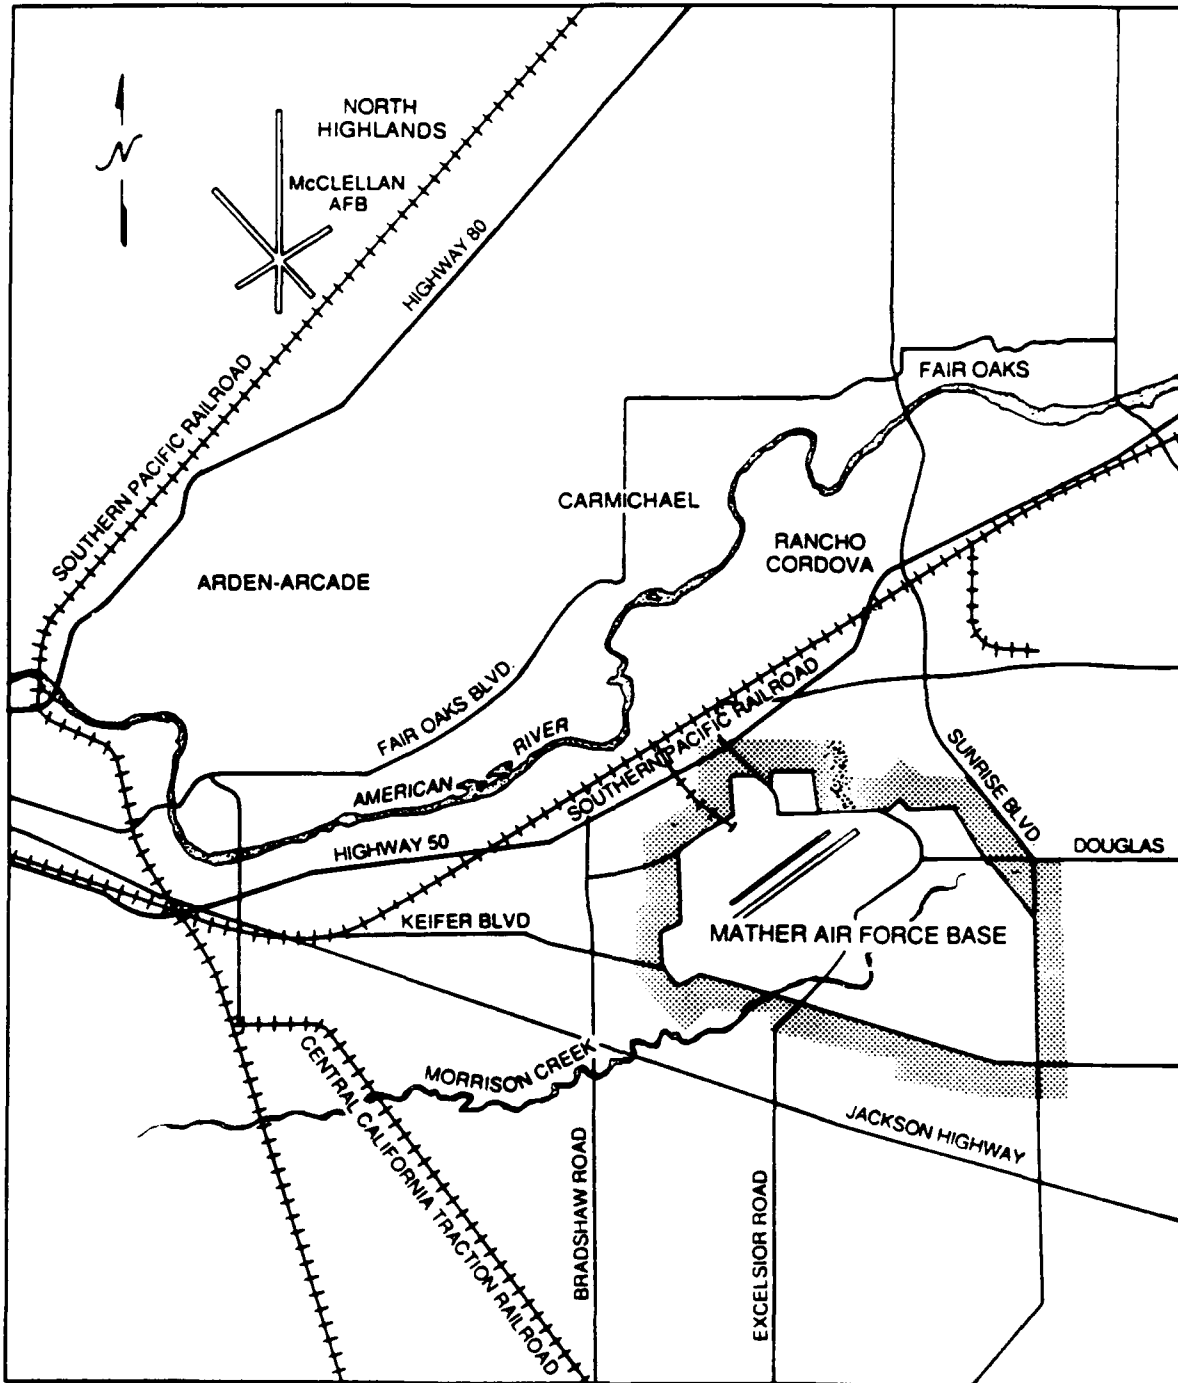 N
NORTH
HIGHLANDS
McCLELLAN
AFB
HIGHWAY 80
SOUTHERN PACIFIC RAILROAD
FAIR OAKS
CARMICHAEL
RANCHO
CORDOVA
ARDEN-ARCADE
FAIR OAKS BLVD.
AMERICAN RIVER
SOUTHERN PACIFIC RAILROAD
SUNRISE BLVD
HIGHWAY 50
DOUGLAS
KEIFER BLVD
MATHER AIR FORCE BASE
MORRISON CREEK
CENTRAL CALIFORNIA TRACTION RAILROAD
JACKSON HIGHWAY
BRADSHAW ROAD
EXCELSIOR ROAD